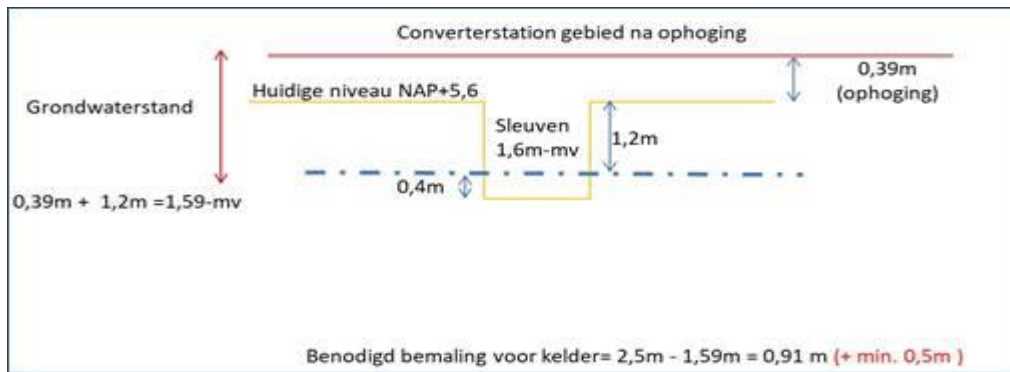 Converterstation gebied na ophoging
0,39m
(ophoging)
Huidige niveau NAP+5,6
Grondwaterstand
Sleuven
1,6m-mv
1,2m
0,4m
0,39m + 1,2m =1,59-mv
Benodigd bemaling voor kelder= 2,5m - 1,59m = 0,91 m (+ min. 0,5m )